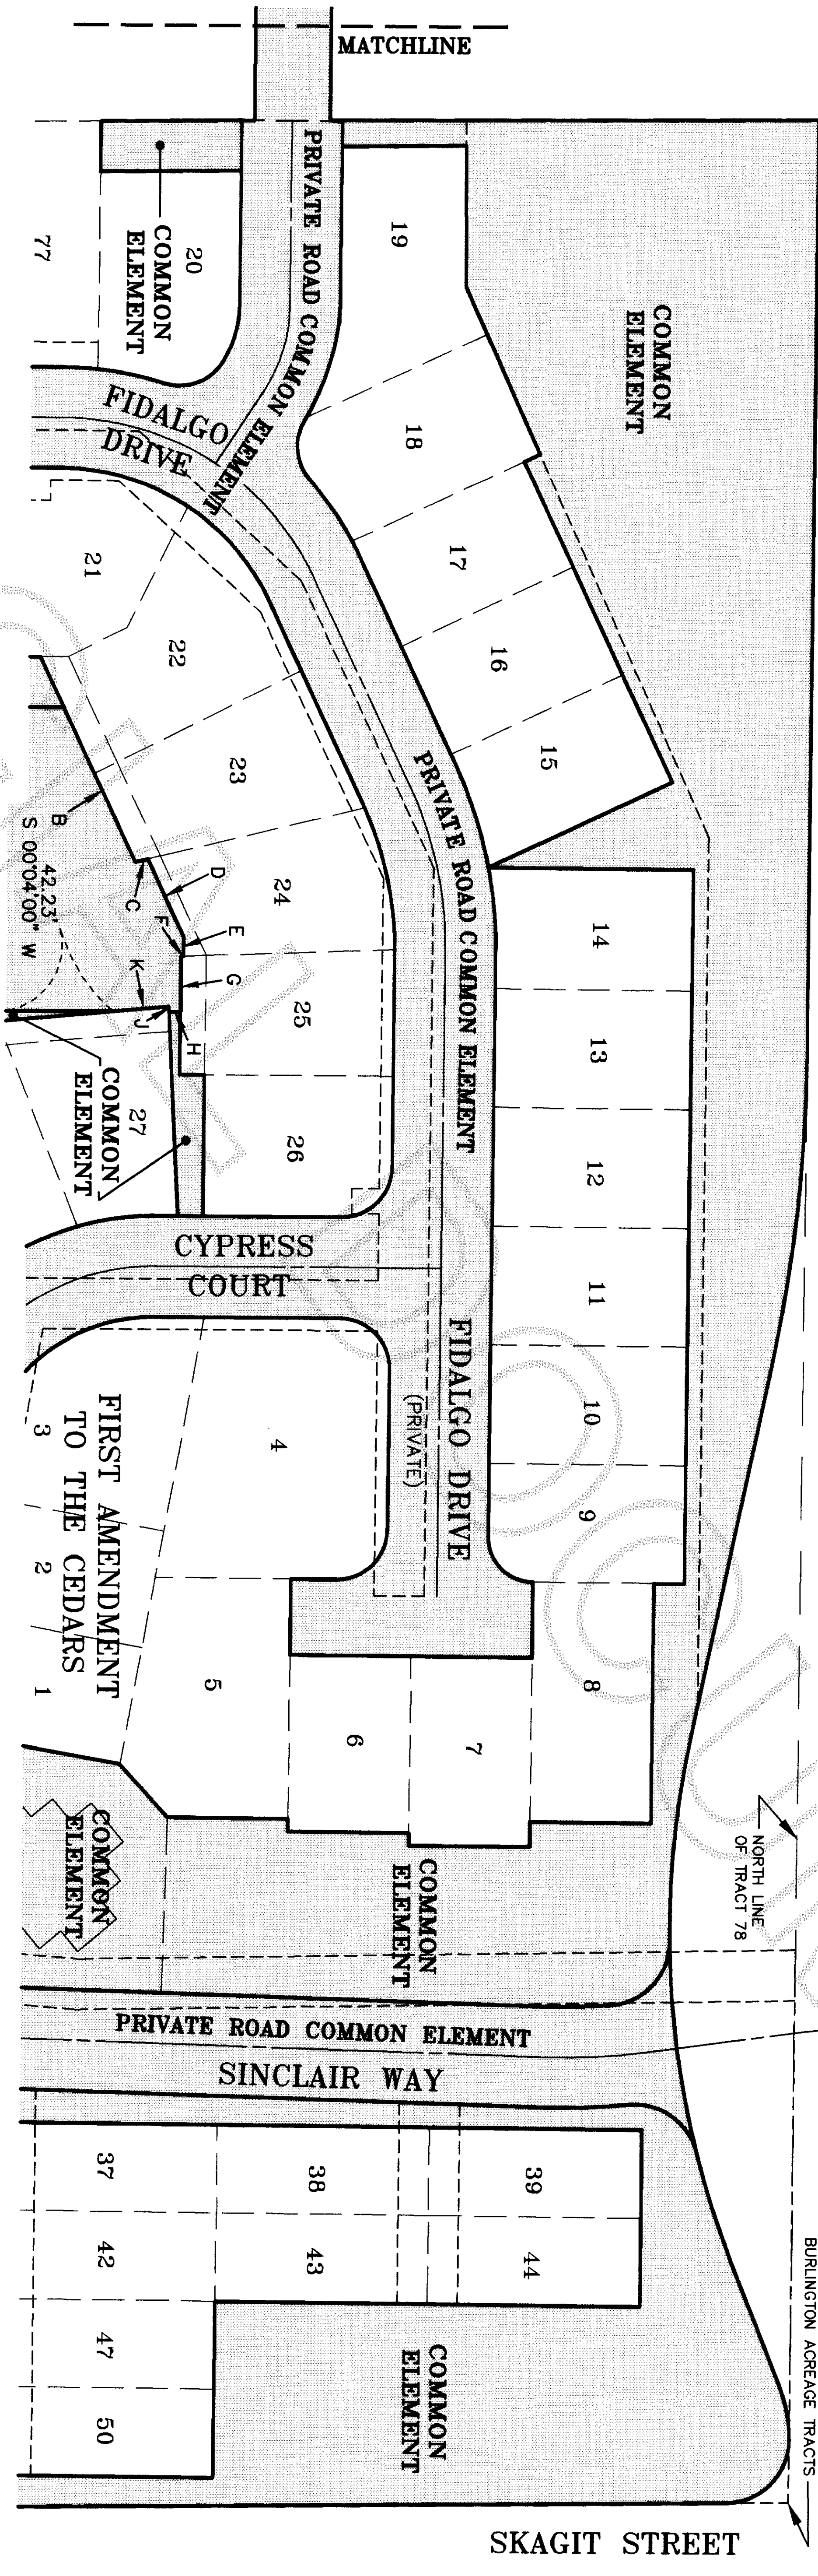 MATCHLINE
PRIVATE ROAD COMMON ELEMENT
COMMON
ELEMENT
20
77
19
COMMON
ELEMENT
FIDALGO
DRIVE
18
17
16
15
21
22
23
24
25
26
PRIVATE ROAD COMMON ELEMENT
B
C
D
E
F
G
H
J
K
42.23'
S 00°04'00" W
27
COMMON
ELEMENT
14
13
12
11
10
9
8
CYPRESS
COURT
FIDALGO DRIVE
(PRIVATE)
4
5
6
7
FIRST AMENDMENT
TO THE CEDARS
3
2
1
COMMON
ELEMENT
COMMON
ELEMENT
NORTH LINE
OF TRACT 78
PRIVATE ROAD COMMON ELEMENT
SINCLAIR WAY
37
38
39
42
43
44
47
50
COMMON
ELEMENT
BURLINGTON ACREAGE TRACTS
SKAGIT STREET